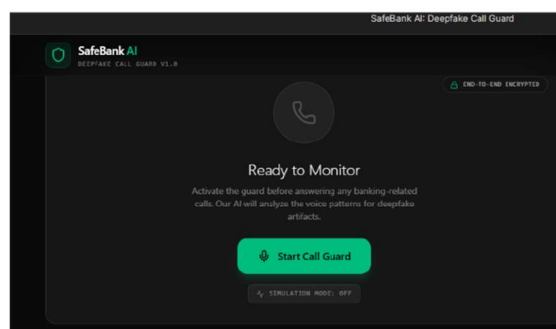 SafeBank AI: Deepfake Call Guard
SafeBank AI
DEEPFAKE CALL GUARD V1.0
END-TO-END ENCRYPTED
Ready to Monitor
Activate the guard before answering any banking-related
calls. Our AI will analyze the voice patterns for deepfake
artifacts.
Start Call Guard
SIMULATION MODE: OFF